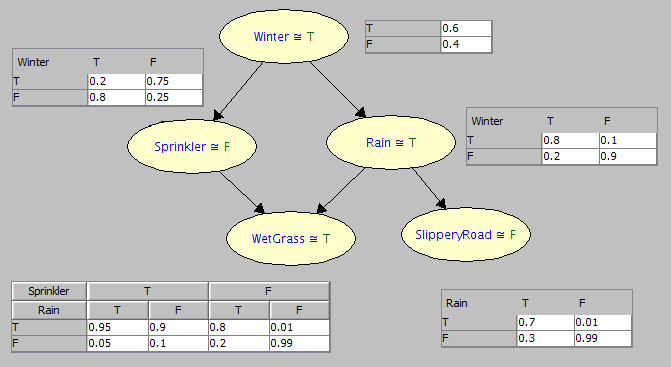 Winter ≅ T
T 0.6
F 0.4
Winter T F
T 0.2 0.75
F 0.8 0.25
Sprinkler ≅ F
Rain ≅ T
Winter T F
T 0.8 0.1
F 0.2 0.9
WetGrass ≅ T
SlipperyRoad ≅ F
Sprinkler T F
Rain T F T F
T 0.95 0.9 0.8 0.01
F 0.05 0.1 0.2 0.99
Rain T F
T 0.7 0.01
F 0.3 0.99